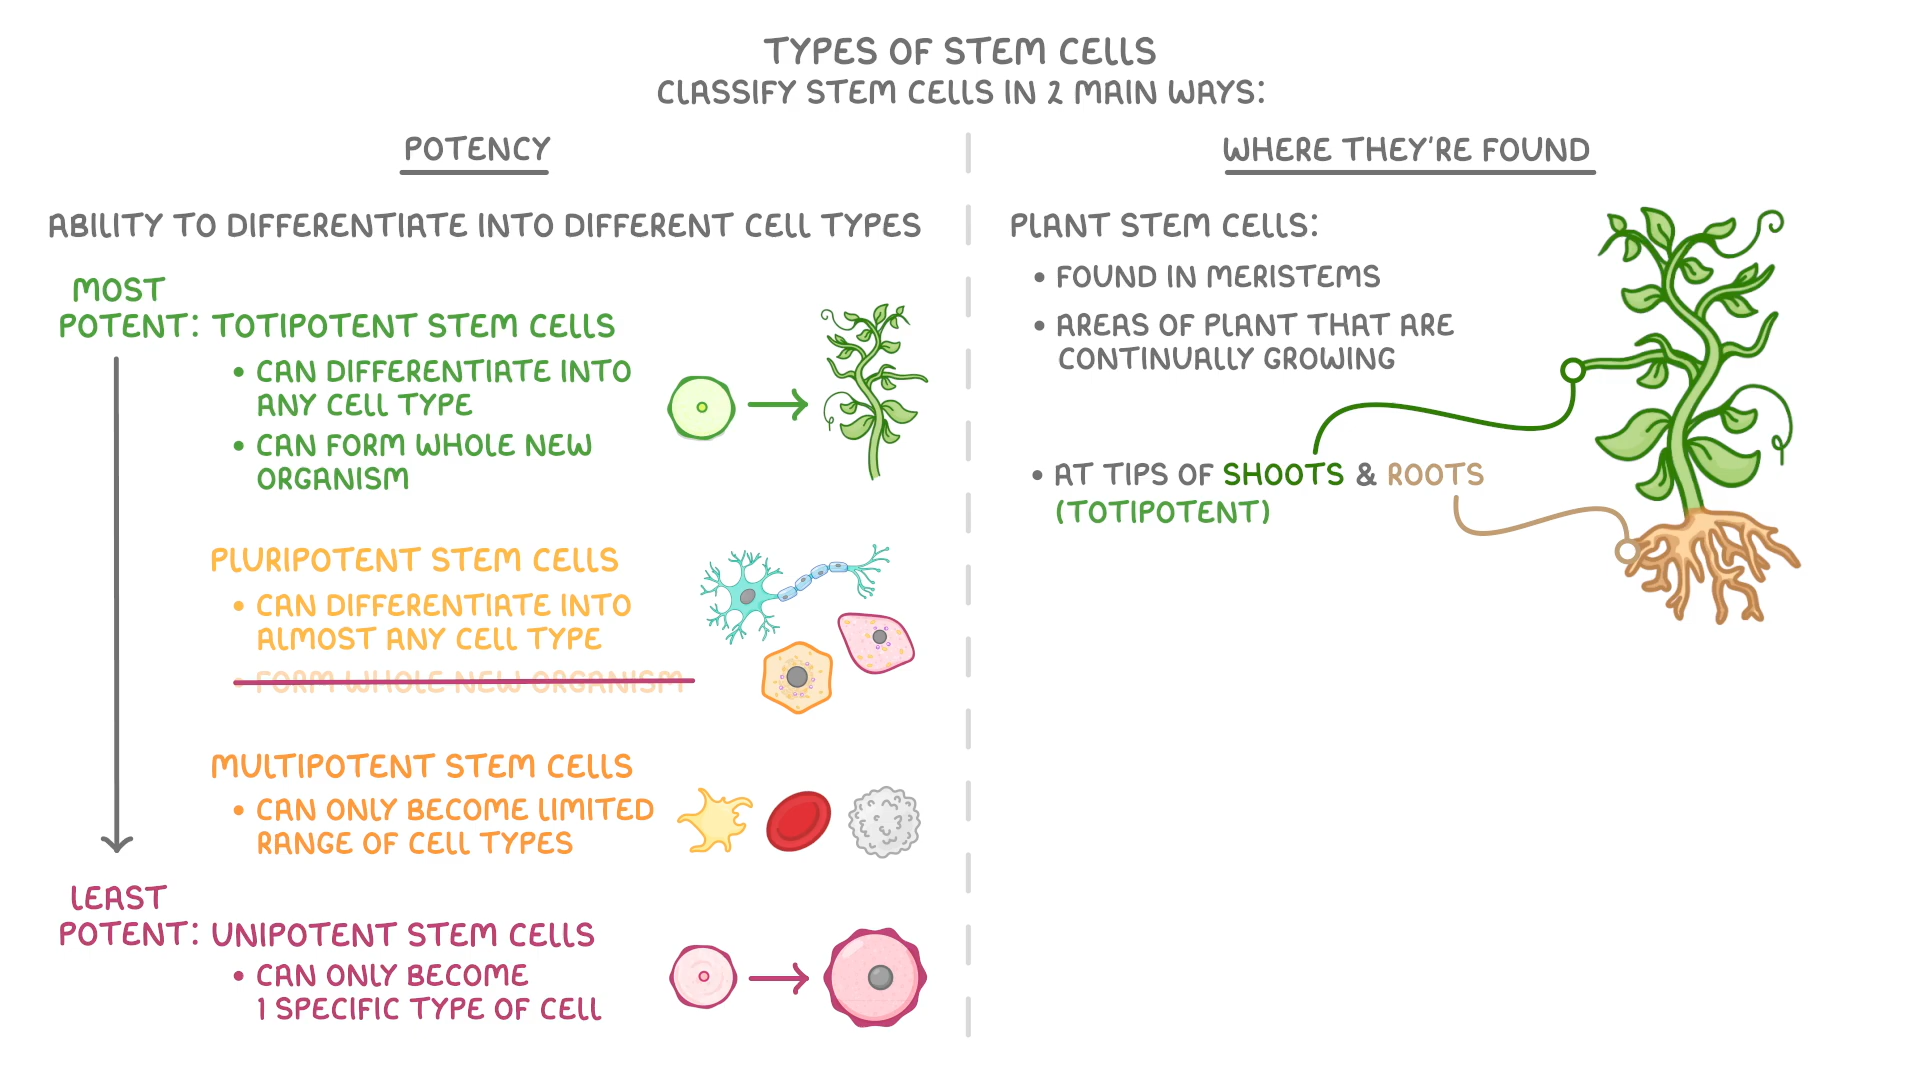 TYPES OF STEM CELLS
CLASSIFY STEM CELLS IN 2 MAIN WAYS:
POTENCY
ABILITY TO DIFFERENTIATE INTO DIFFERENT CELL TYPES
MOST
POTENT: TOTIPOTENT STEM CELLS
• CAN DIFFERENTIATE INTO
ANY CELL TYPE
• CAN FORM WHOLE NEW
ORGANISM
PLURIPOTENT STEM CELLS
• CAN DIFFERENTIATE INTO
ALMOST ANY CELL TYPE
• FORM WHOLE NEW ORGANISM
MULTIPOTENT STEM CELLS
• CAN ONLY BECOME LIMITED
RANGE OF CELL TYPES
LEAST
POTENT: UNIPOTENT STEM CELLS
• CAN ONLY BECOME
1 SPECIFIC TYPE OF CELL
WHERE THEY'RE FOUND
PLANT STEM CELLS:
• FOUND IN MERISTEMS
• AREAS OF PLANT THAT ARE
CONTINUALLY GROWING
• AT TIPS OF SHOOTS & ROOTS
(TOTIPOTENT)